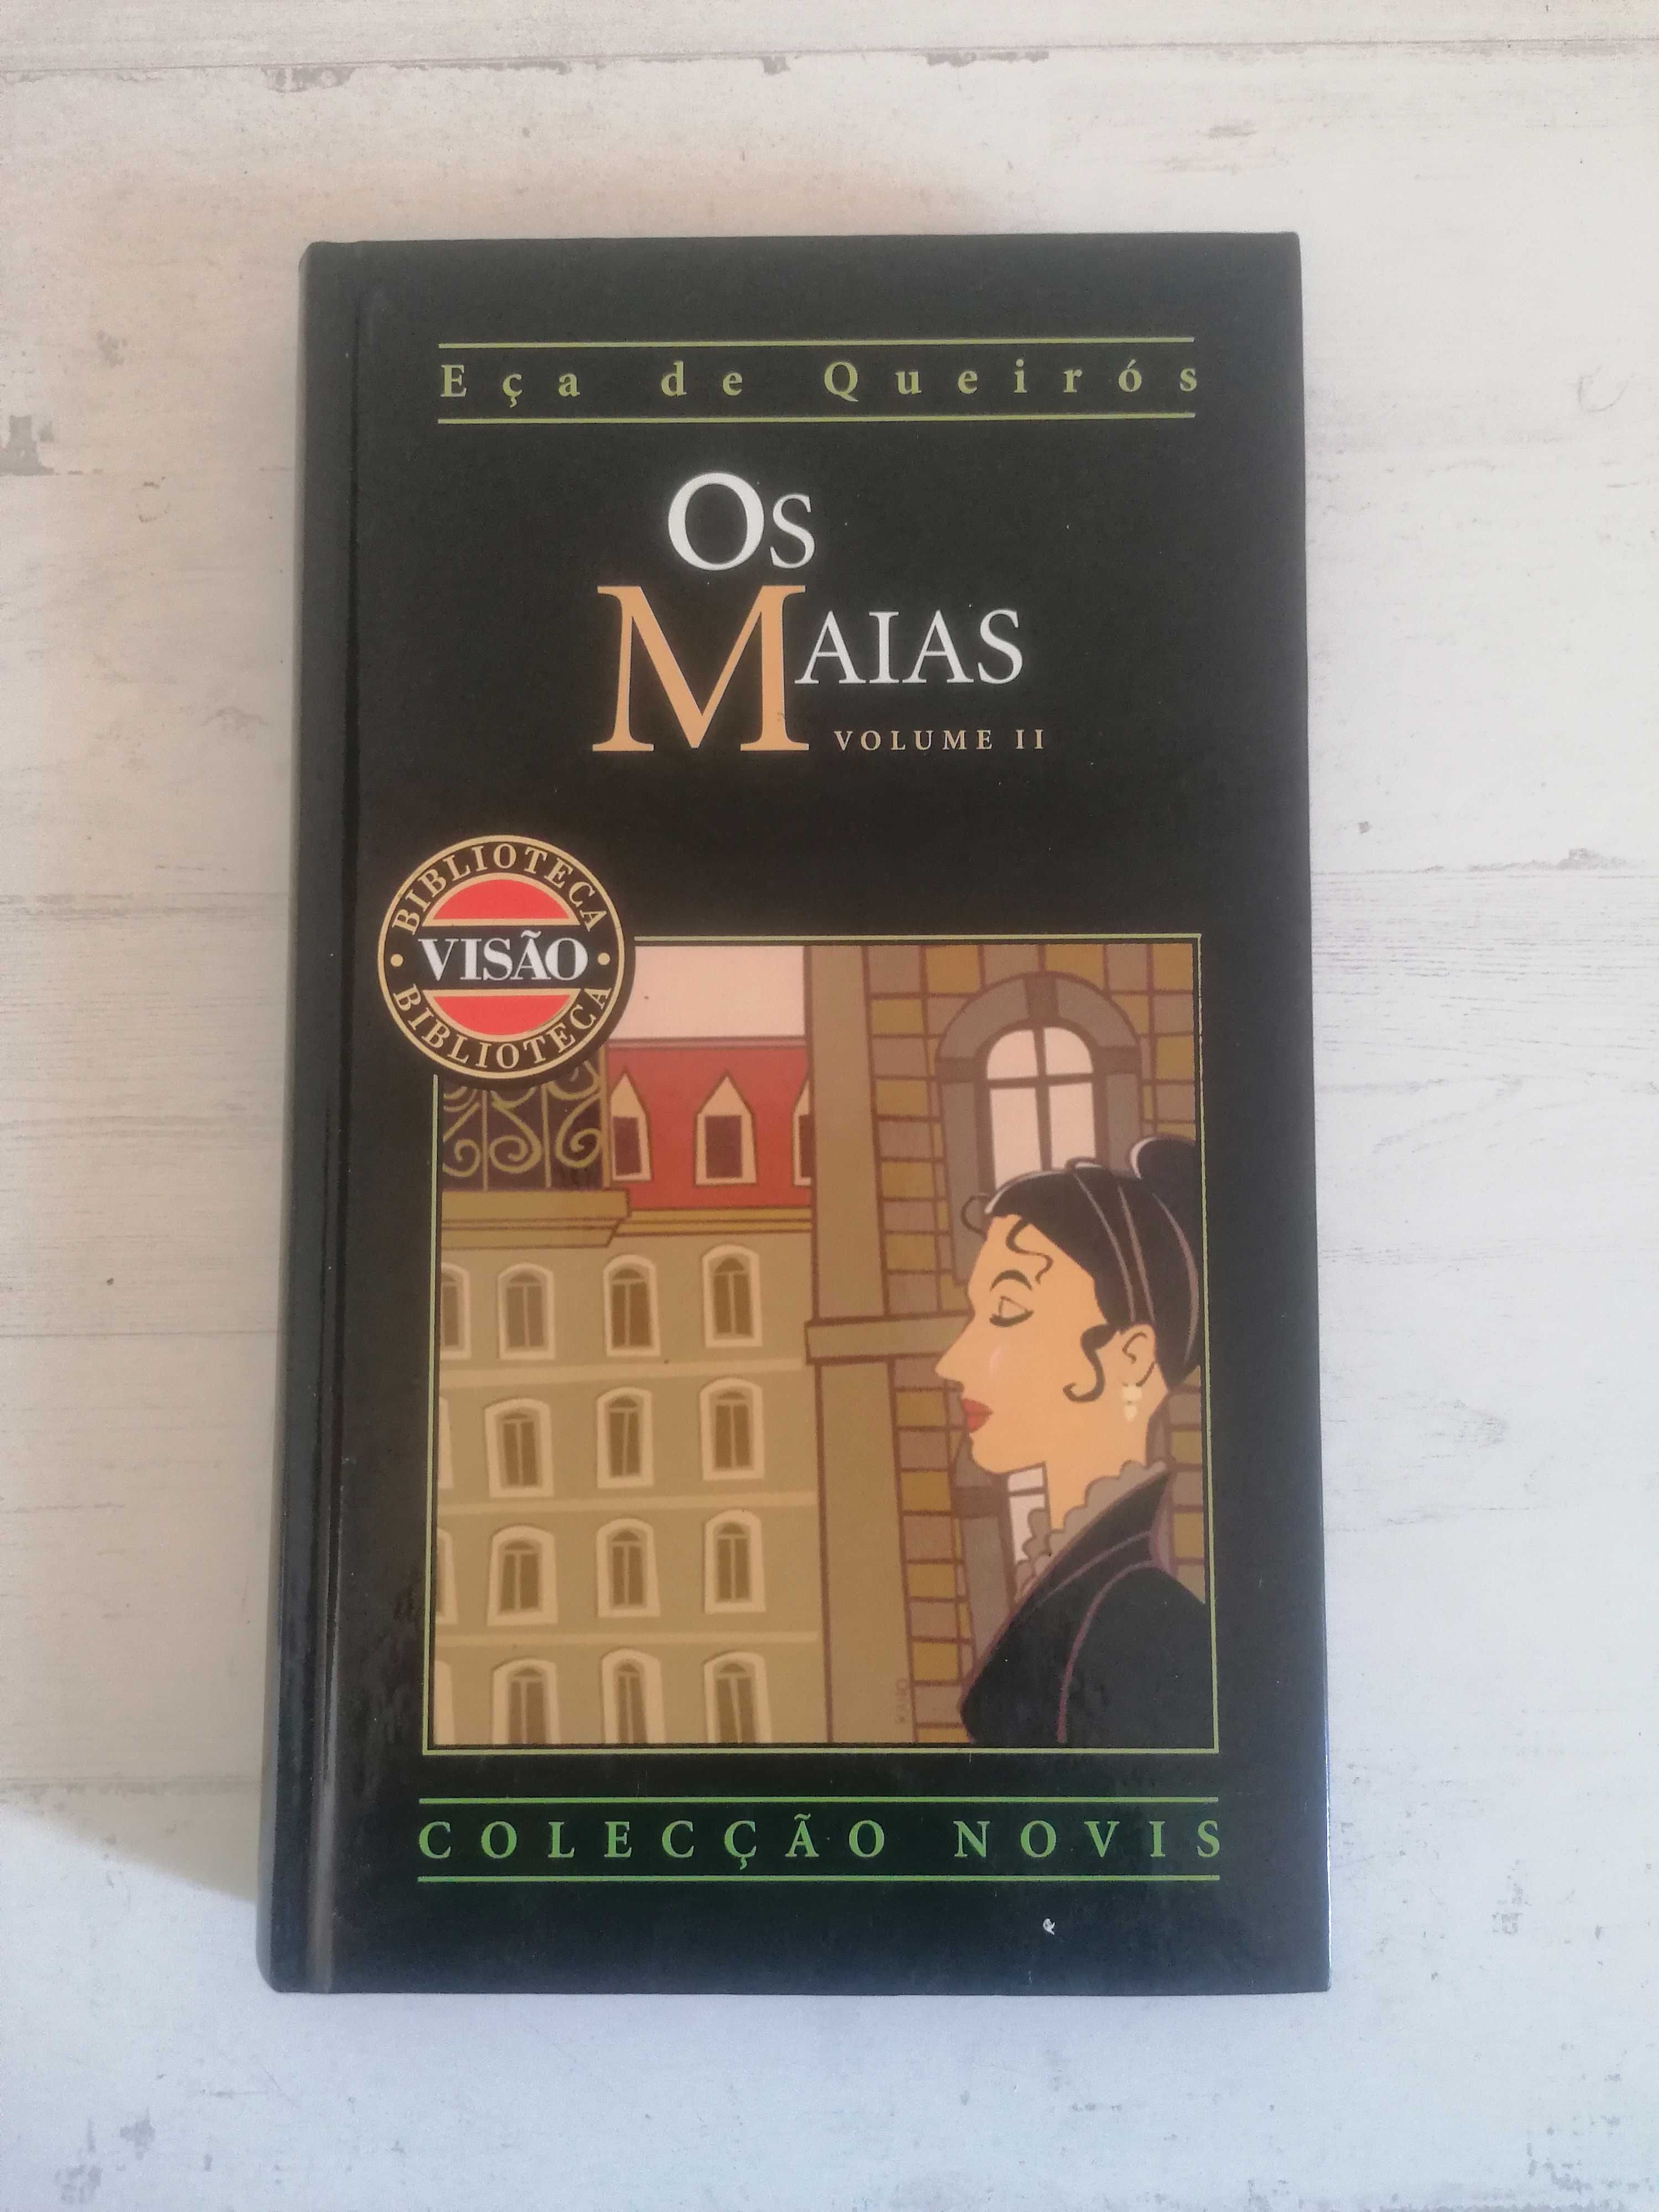 Eça de Queirós
Os
MAIAS
VOLUME II
BIBLIOTECA
VISÃO
BIBLIOTECA
COLECÇÃO NOVIS